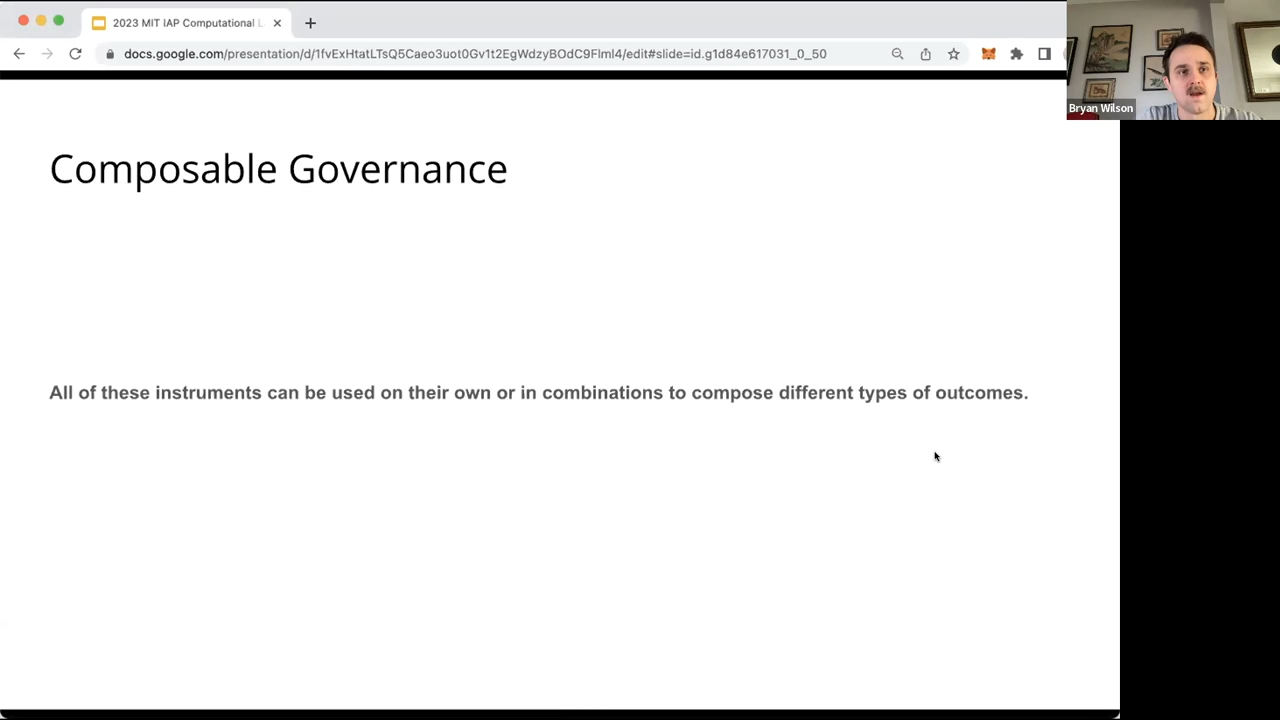 2023 MIT IAP Computational L
docs.google.com/presentation/d/1fvExHtatLTsQ5Caeo3uotOGv1t2EgWdzyBOdC9Flml4/edit#slide=id.g1d84e617031_0_50
Bryan Wilson
Composable Governance
All of these instruments can be used on their own or in combinations to compose different types of outcomes.